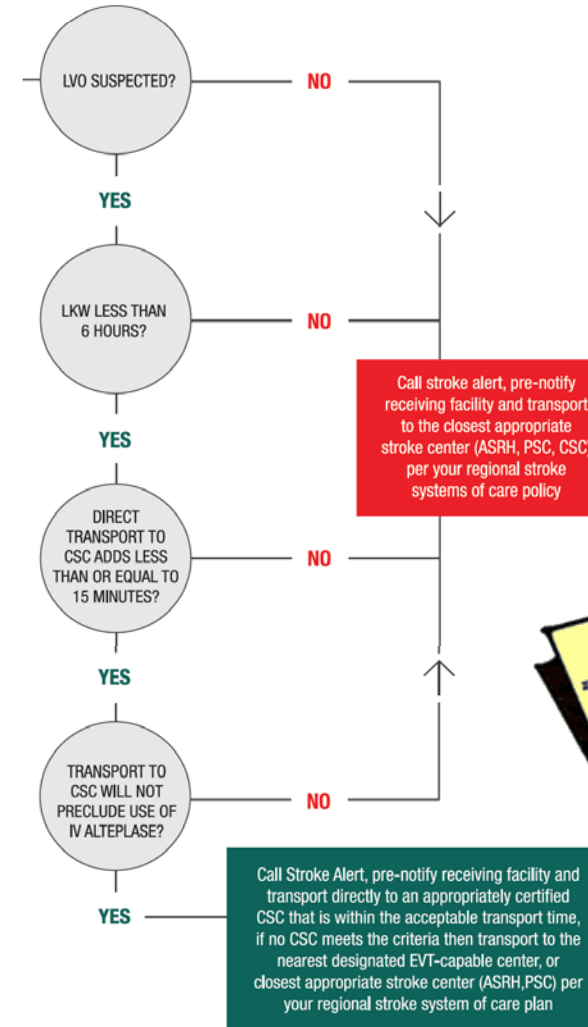 LVO SUSPECTED?
NO
YES
LKW LESS THAN
6 HOURS?
NO
Call stroke alert, pre-notify
receiving facility and transport
to the closest appropriate
stroke center (ASRH, PSC, CSC)
per your regional stroke
systems of care policy
YES
DIRECT
TRANSPORT TO
CSC ADDS LESS
THAN OR EQUAL TO
15 MINUTES?
NO
YES
TRANSPORT TO
CSC WILL NOT
PRECLUDE USE OF
IV ALTEPLASE?
NO
YES
Call Stroke Alert, pre-notify receiving facility and
transport directly to an appropriately certified
CSC that is within the acceptable transport time,
if no CSC meets the criteria then transport to the
nearest designated EVT-capable center, or
closest appropriate stroke center (ASRH,PSC) per
your regional stroke system of care plan